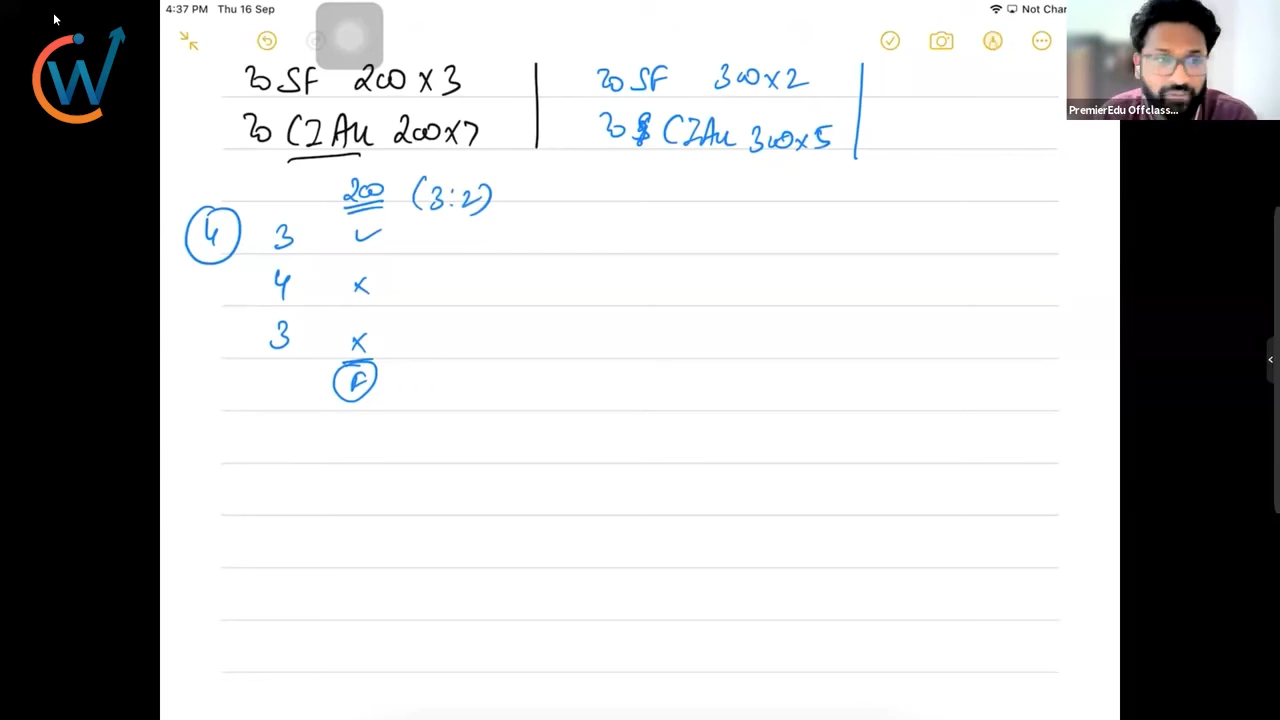 4:37 PM Thu 16 Sep
Not Char
PremierEdu Offclass...
W
20 SF 200 x 3
20 CZAu 200 x 7
20 SF 300 x 2
20 CZAu 300 x 5
200 (3:2)
4 3 ✓
4 x
3 x
F